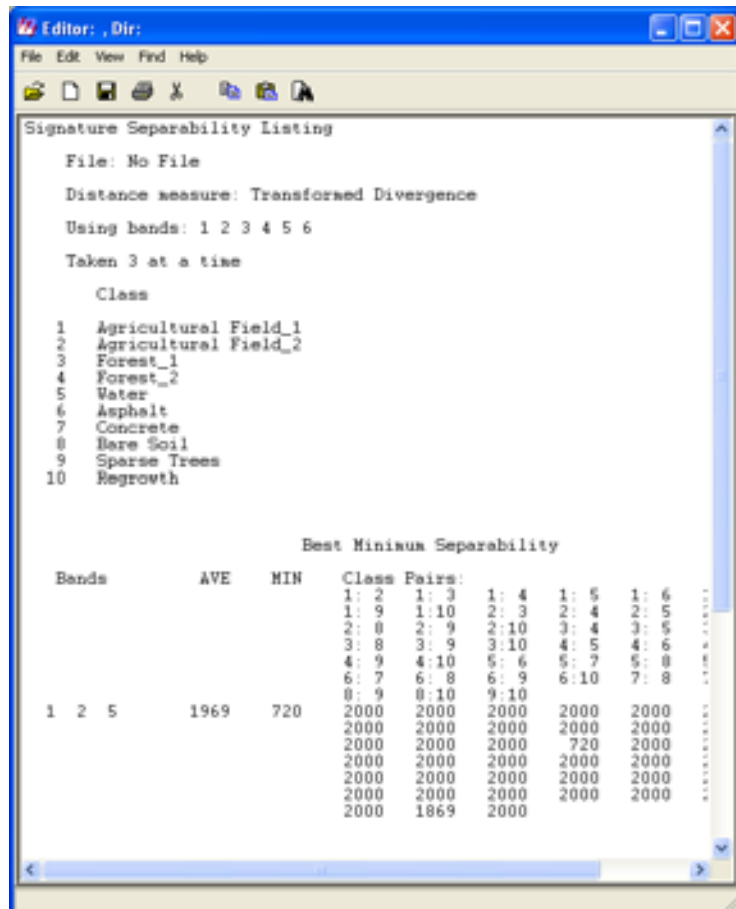 Editor: , Dir:
File Edit View Find Help
Signature Separability Listing
File: No File
Distance measure: Transformed Divergence
Using bands: 1 2 3 4 5 6
Taken 3 at a time
Class
1 Agricultural Field_1
2 Agricultural Field_2
3 Forest_1
4 Forest_2
5 Water
6 Asphalt
7 Concrete
8 Bare Soil
9 Sparse Trees
10 Regrowth
Best Minimum Separability
Bands AVE MIN Class Pairs:
1: 2 1: 3 1: 4 1: 5 1: 6
1: 9 1:10 2: 3 2: 4 2: 5
2: 8 2: 9 2:10 3: 4 3: 5
3: 8 3: 9 3:10 4: 5 4: 6
4: 9 4:10 5: 6 5: 7 5: 8
6: 7 6: 8 6: 9 6:10 7: 8
8: 9 8:10 9:10
1 2 5 1969 720 2000 2000 2000 2000 2000
2000 2000 2000 2000 2000
2000 2000 2000 720 2000
2000 2000 2000 2000 2000
2000 2000 2000 2000 2000
2000 2000 2000 2000 2000
2000 1869 2000